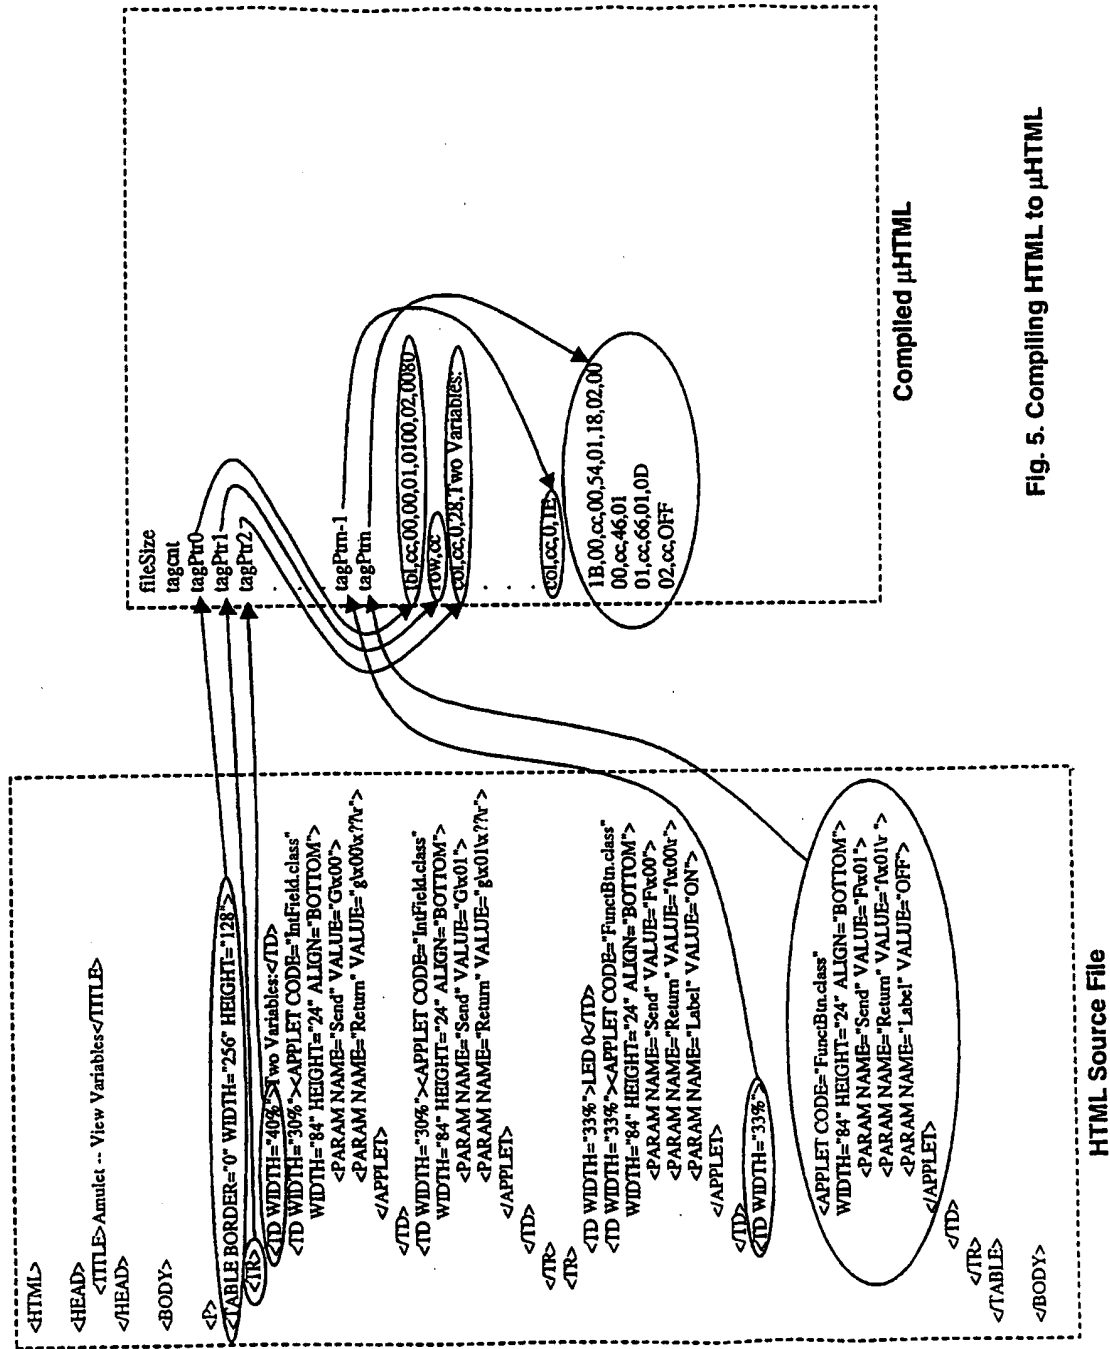 <HTML>
<HEAD>
<TITLE>Amulet -- View Variables</TITLE>
</HEAD>
<BODY>
<P>
<TABLE BORDER="0" WIDTH="256" HEIGHT="128">
<TR>
<TD WIDTH="40%">Two Variables:</TD>
<TD WIDTH="30%"><APPLET CODE="IntField.class"
WIDTH="84" HEIGHT="24" ALIGN="BOTTOM">
<PARAM NAME="Send" VALUE="G\x00">
<PARAM NAME="Return" VALUE="g\x00\x??\r">
</APPLET>
</TD>
<TD WIDTH="30%"><APPLET CODE="IntField.class"
WIDTH="84" HEIGHT="24" ALIGN="BOTTOM">
<PARAM NAME="Send" VALUE="G\x01">
<PARAM NAME="Return" VALUE="g\x01\x??\r">
</APPLET>
</TD>
</TR>
<TR>
<TD WIDTH="33%">LED 0</TD>
<TD WIDTH="33%"><APPLET CODE="FunctBtn.class"
WIDTH="84" HEIGHT="24" ALIGN="BOTTOM">
<PARAM NAME="Send" VALUE="F\x00">
<PARAM NAME="Return" VALUE="f\x00\r">
<PARAM NAME="Label" VALUE="ON">
</APPLET>
</TD>
<TD WIDTH="33%">
<APPLET CODE="FunctBtn.class"
WIDTH="84" HEIGHT="24" ALIGN="BOTTOM">
<PARAM NAME="Send" VALUE="F\x01">
<PARAM NAME="Return" VALUE="f\x01\r ">
<PARAM NAME="Label" VALUE="OFF">
</APPLET>
</TD>
</TR>
</TABLE>
</BODY>
HTML Source File
fileSize
tagcnt
tagPtr0
tagPtr1
tagPtr2
tagPtrn-1
tagPtrn
tbl,cc,00,00,01,0100,02,0080
row,cc
col,cc,0,28,Two Variables:
col,cc,0,1E
1B,00,cc,00,54,01,18,02,00
00,cc,46,01
01,cc,66,01,0D
02,cc,OFF
Compiled µHTML
Fig. 5. Compiling HTML to µHTML